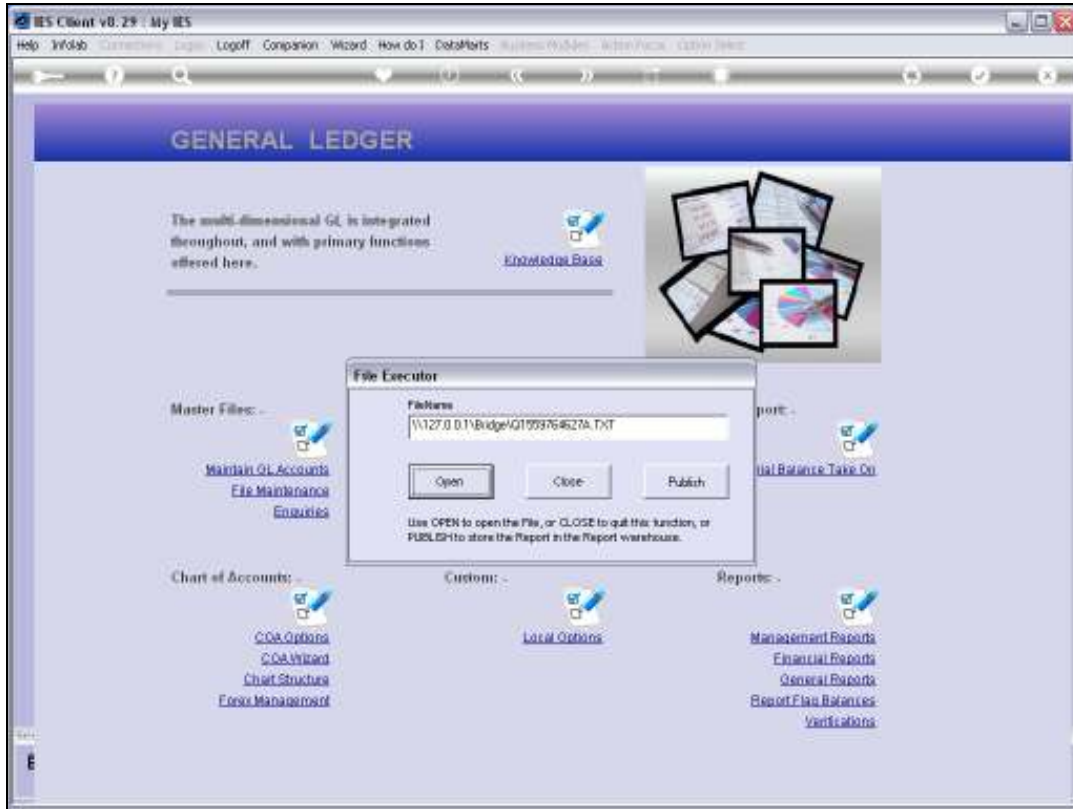 IES Client v8.29 : My IES
Help Infolab Logoff Companion Wizard How do I DataMarts
GENERAL LEDGER
The multi-dimensional GL is integrated
throughout, and with primary functions
offered here.
Knowledge Base
File Executor
FileName
\\127.0.0.1\Bridge\Q1959764627A.TXT
Open Close Publish
Use OPEN to open the File, or CLOSE to quit this function, or
PUBLISH to store the Report in the Report warehouse.
Master Files: -
Maintain GL Accounts
File Maintenance
Enquiries
port: -
ial Balance Take On
Chart of Accounts: -
COA Options
COA Wizard
Chart Structure
Forex Management
Custom: -
Local Options
Reports: -
Management Reports
Financial Reports
General Reports
Report Flag Balances
Verifications